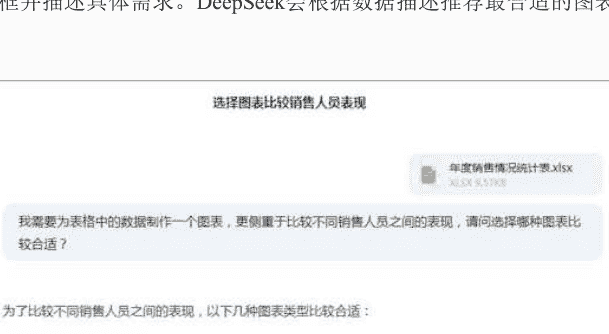 框并描述具体需求。DeepSeek会根据数据描述推荐最合适的图表
选择图表比较销售人员表现
年度销售情况统计表.xlsx
XLSX 9.57KB
我需要为表格中的数据制作一个图表，更侧重于比较不同销售人员之间的表现，请问选择哪种图表比
较合适？
为了比较不同销售人员之间的表现，以下几种图表类型比较合适：